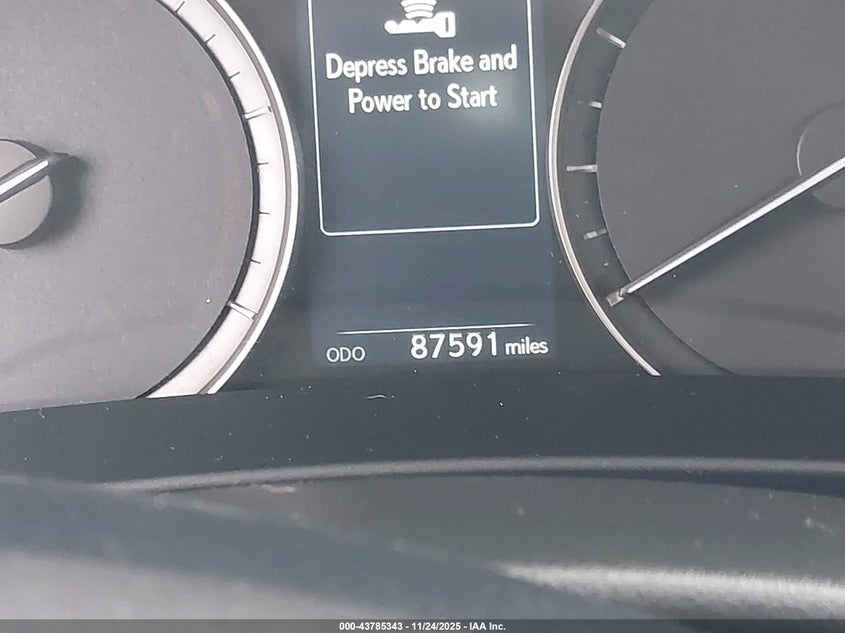 Depress Brake and
Power to Start
ODO 87591 miles
000-43785343 - 11/24/2025 - IAA Inc.